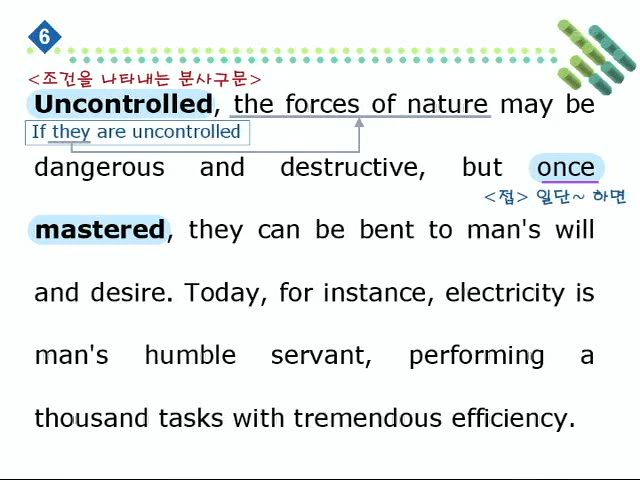 6
<조건을 나타내는 분사구문>
Uncontrolled, the forces of nature may be
If they are uncontrolled
dangerous and destructive, but once
<접> 일단~ 하면
mastered, they can be bent to man's will
and desire. Today, for instance, electricity is
man's humble servant, performing a
thousand tasks with tremendous efficiency.